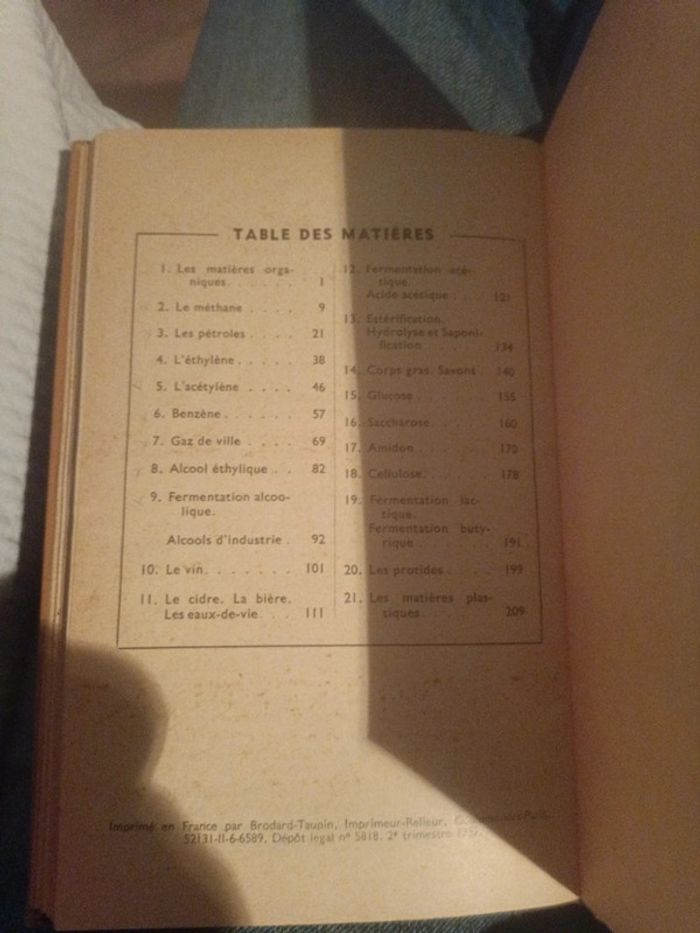 TABLE DES MATIÈRES
1. Les matières orga-
niques. . . . . . 1
2. Le méthane . . . . 9
3. Les pétroles . . . . 21
4. L'éthylène . . . . . 38
5. L'acétylène . . . . 46
6. Benzène . . . . . . 57
7. Gaz de ville . . . . 69
8. Alcool éthylique . . 82
9. Fermentation alcoo-
lique.
Alcools d'industrie . 92
10. Le vin. . . . . . . 101
11. Le cidre. La bière.
Les eaux-de-vie. . . . 111
12. Fermentation acé-
tique.
Acide acétique . . . 121
13. Estérification.
Hydrolyse et Saponi-
fication . . . . . . 134
14. Corps gras. Savons . 140
15. Glucose . . . . . . 155
16. Saccharose. . . . . 160
17. Amidon . . . . . . 170
18. Cellulose. . . . . . 178
19. Fermentation lac-
tique.
Fermentation buty-
rique . . . . . . . 191
20. Les protides . . . . 199
21. Les matières plas-
tiques . . . . . . 209
Imprimé en France par Brodard-Taupin, Imprimeur-Relieur.
52131-II-6-6589. Dépôt légal nº 5818. 2e trimestre